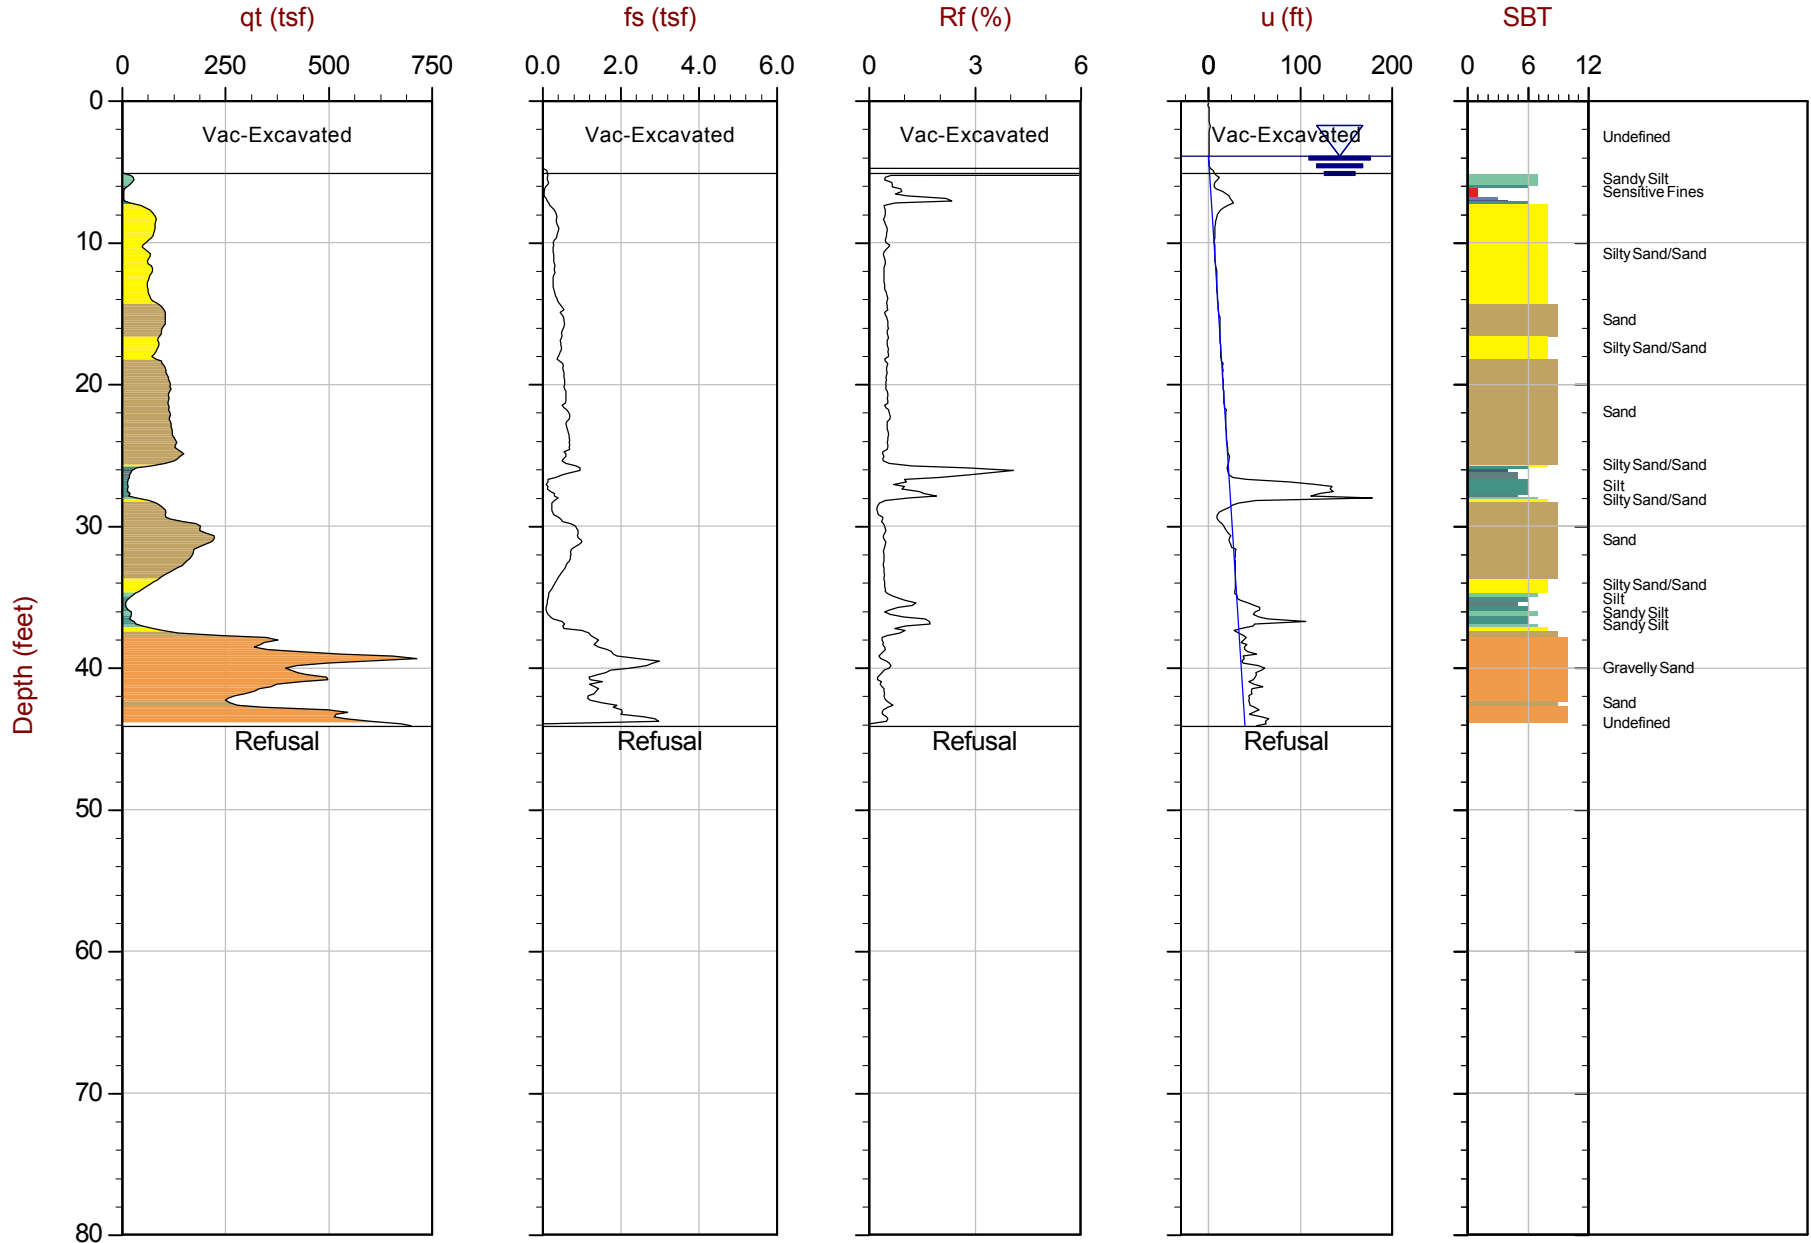 qt (tsf) fs (tsf) Rf (%) u (ft) SBT
0 250 500 750 0.0 2.0 4.0 6.0 0 3 6 0 100 200 0 6 12
0
Vac-Excavated Vac-Excavated Vac-Excavated Vac-Excavated Undefined
Sandy Silt
Sensitive Fines
10
Silty Sand/Sand
Sand
Silty Sand/Sand
20
Sand
Silty Sand/Sand
Silt
Silty Sand/Sand
30
Sand
Silty Sand/Sand
Silt
Sandy Silt
Sandy Silt
40
Gravelly Sand
Sand
Undefined
Refusal Refusal Refusal Refusal
50
60
70
80
Depth (feet)